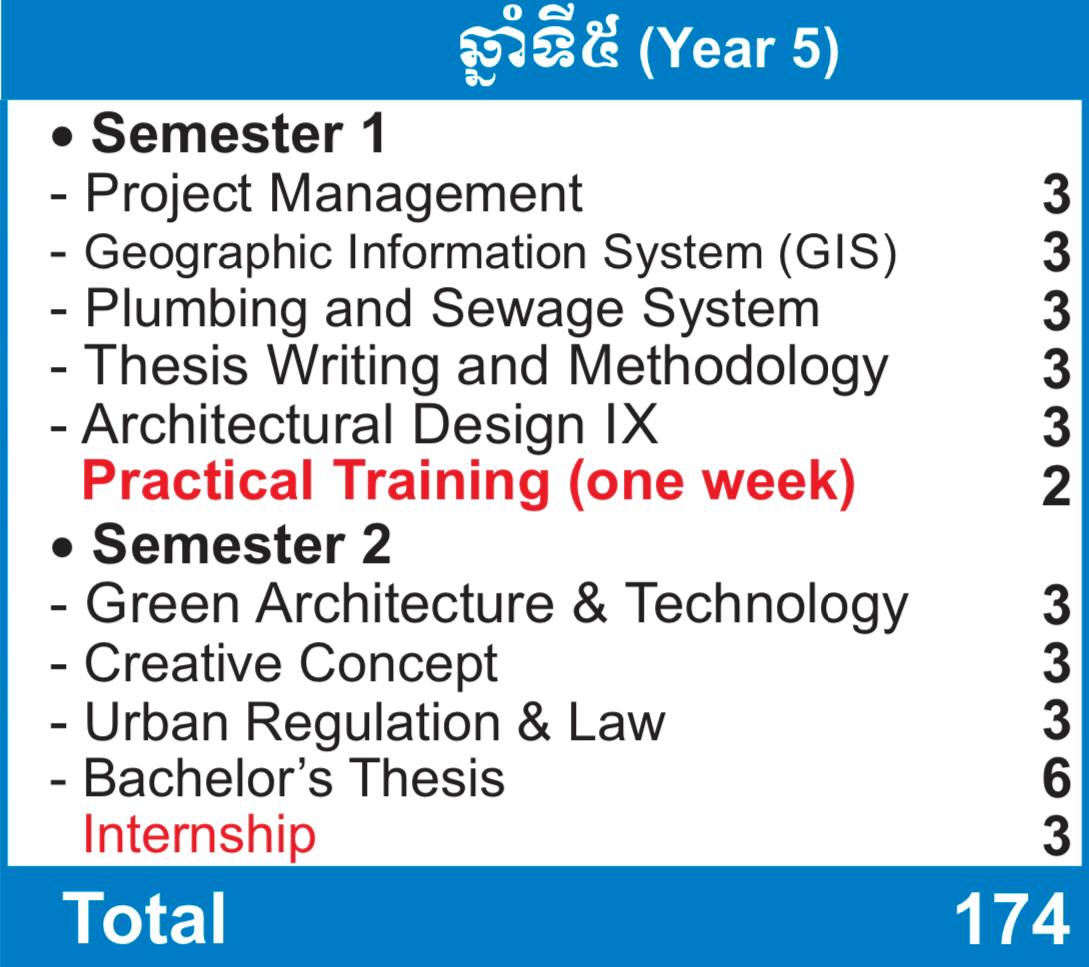 ឆ្នាំទី៥ (Year 5)
• Semester 1
- Project Management 3
- Geographic Information System (GIS) 3
- Plumbing and Sewage System 3
- Thesis Writing and Methodology 3
- Architectural Design IX 3
Practical Training (one week) 2
• Semester 2
- Green Architecture & Technology 3
- Creative Concept 3
- Urban Regulation & Law 3
- Bachelor’s Thesis 6
Internship 3
Total 174